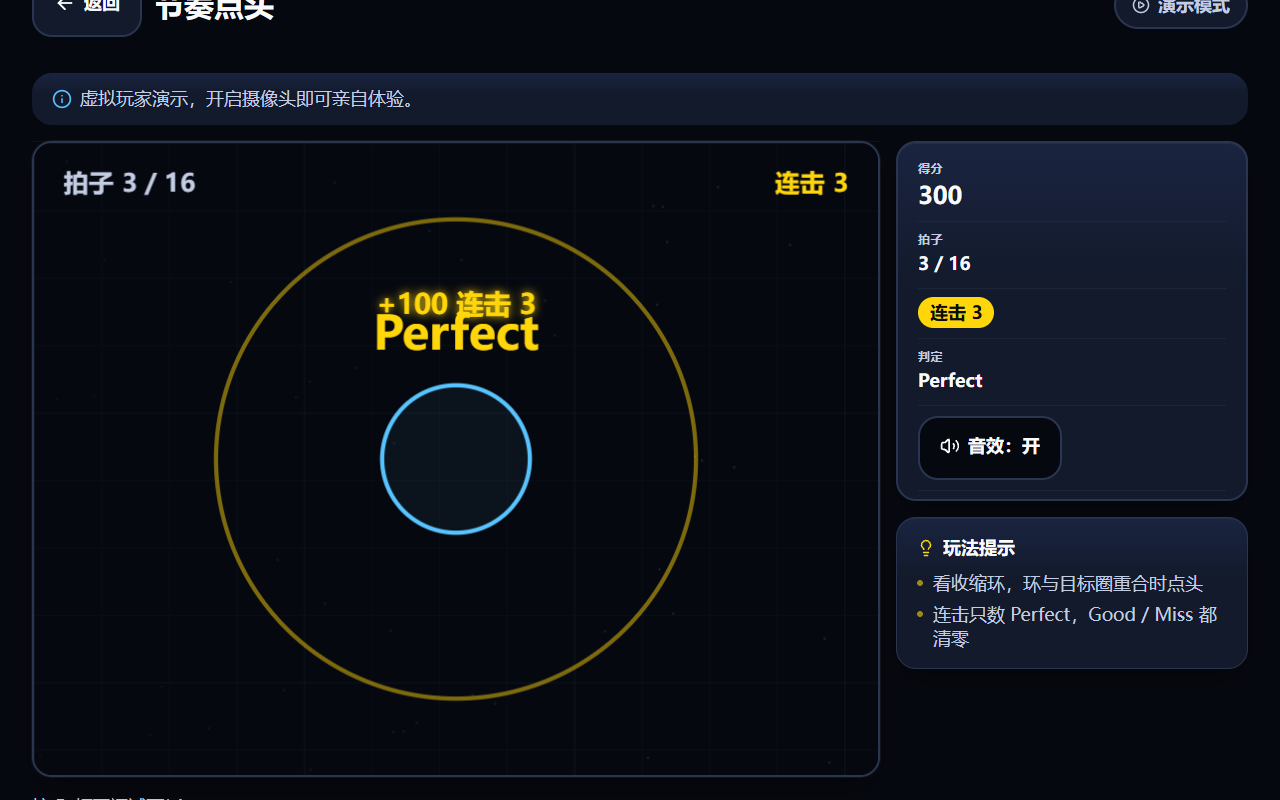 返回
节奏点头
演示模式
虚拟玩家演示，开启摄像头即可亲自体验。
拍子 3 / 16
连击 3
+100 连击 3
Perfect
得分
300
拍子
3 / 16
连击 3
判定
Perfect
音效：开
玩法提示
看收缩环，环与目标圈重合时点头
连击只数 Perfect，Good / Miss 都
清零